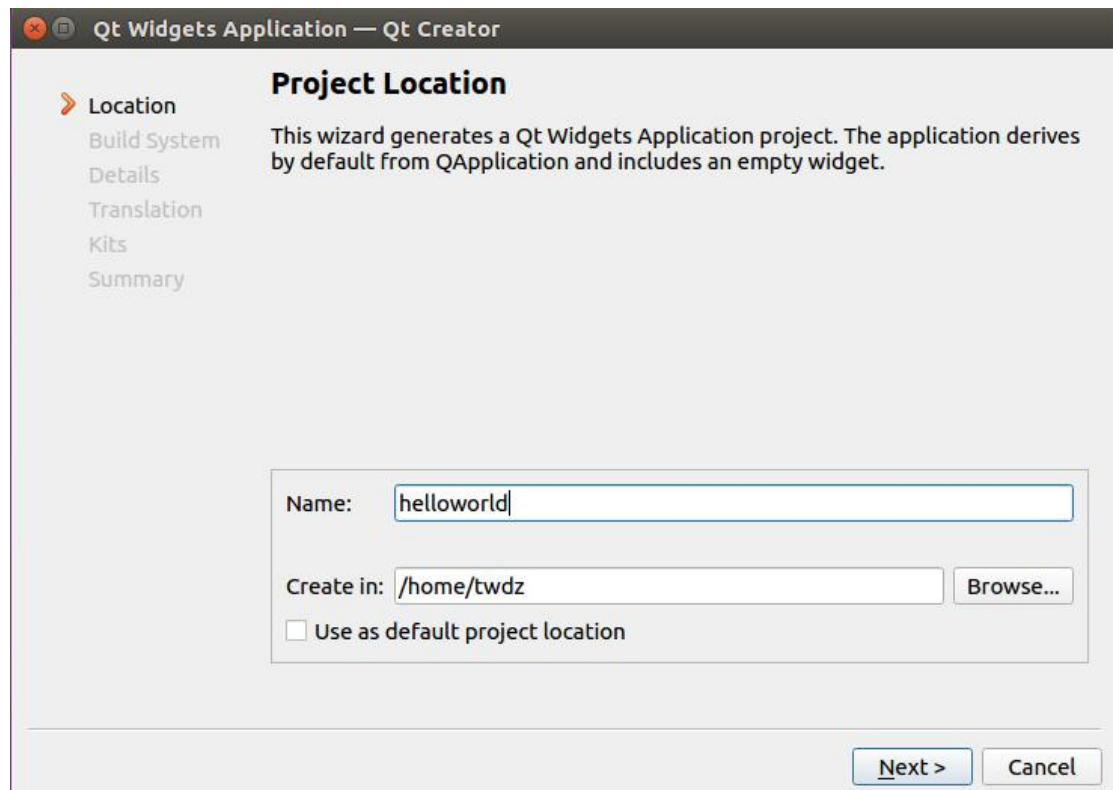 Qt Widgets Application — Qt Creator
Location
Build System
Details
Translation
Kits
Summary
Project Location
This wizard generates a Qt Widgets Application project. The application derives
by default from QApplication and includes an empty widget.
Name: helloworld
Create in: /home/twdz Browse...
Use as default project location
Next > Cancel